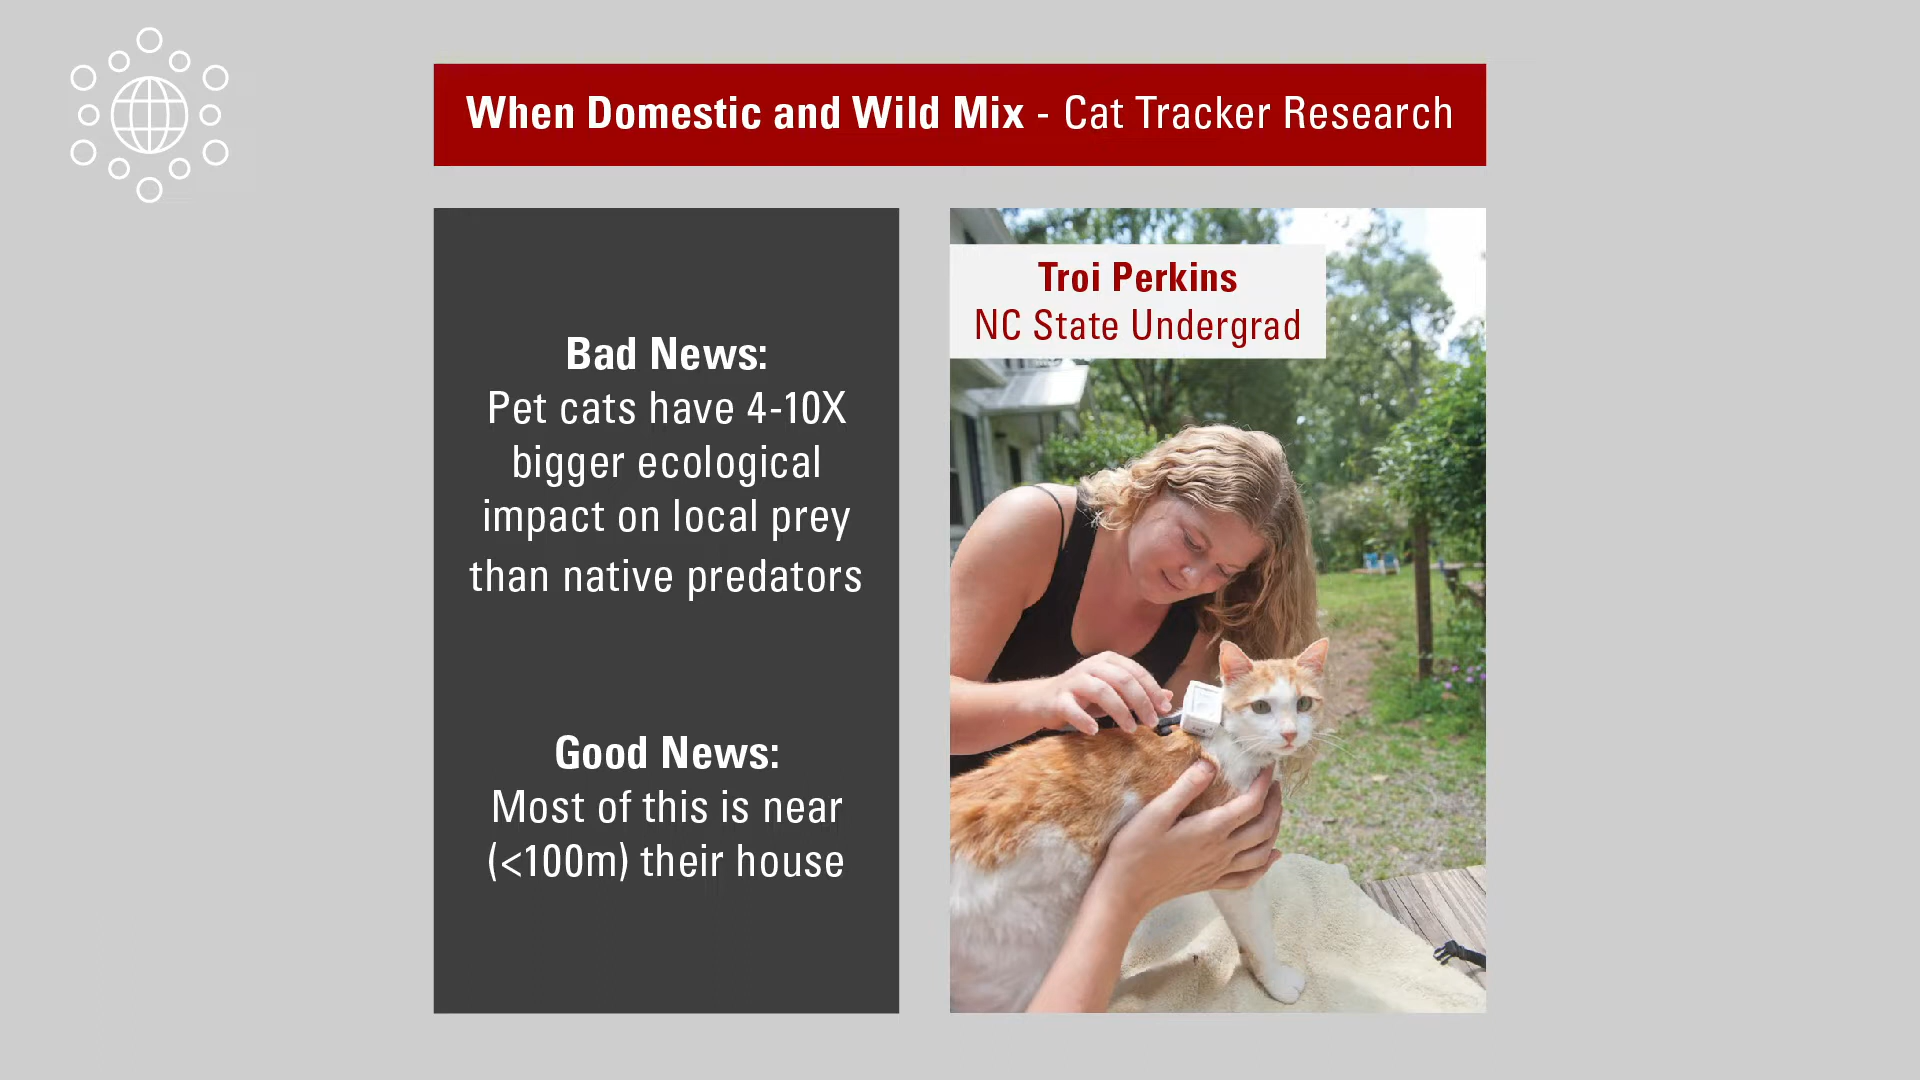 When Domestic and Wild Mix - Cat Tracker Research
Bad News:
Pet cats have 4-10X
bigger ecological
impact on local prey
than native predators
Good News:
Most of this is near
(<100m) their house
Troi Perkins
NC State Undergrad